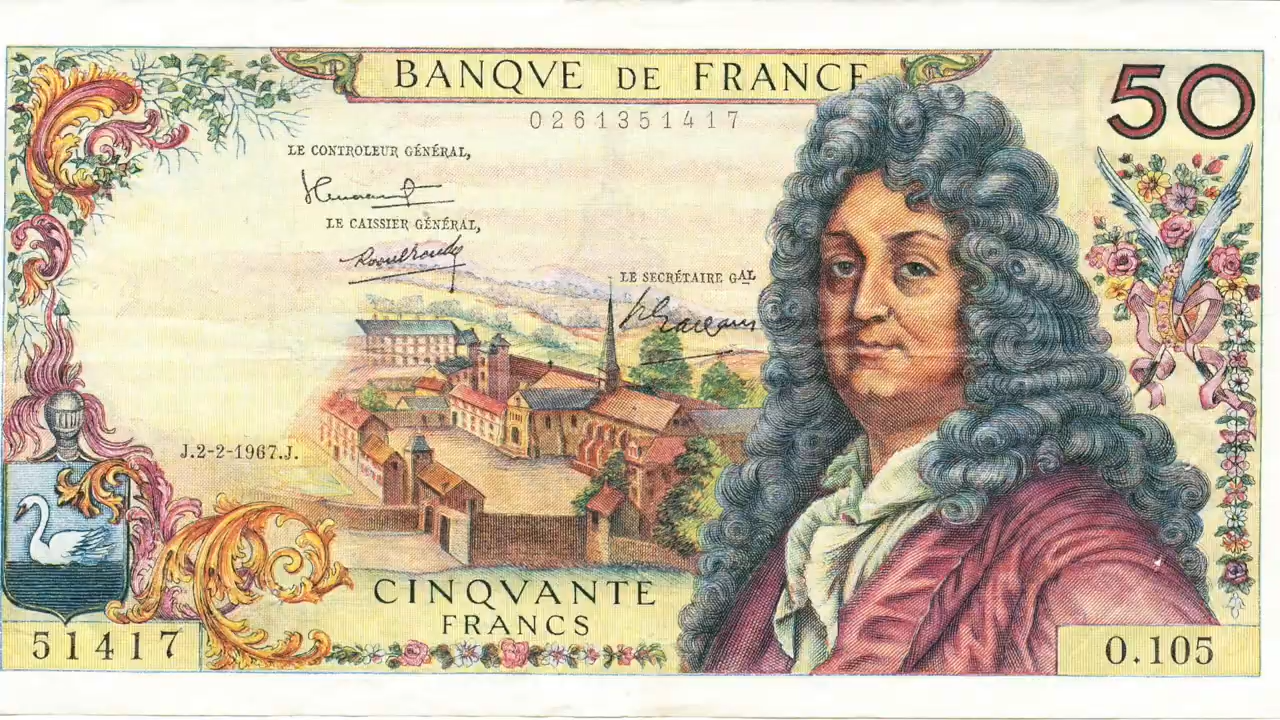 BANQVE DE FRANCE
50
0261351417
LE CONTROLEUR GÉNÉRAL,
LE CAISSIER GÉNÉRAL,
LE SECRÉTAIRE GAL
J.2-2-1967.J.
CINQVANTE
FRANCS
51417
O.105